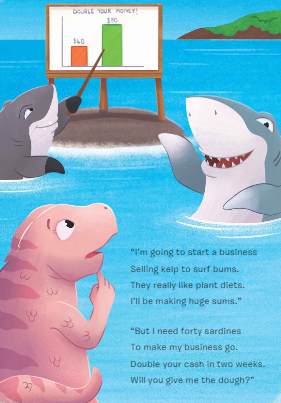 DOUBLE YOUR MONEY!
$80
$40
“I’m going to start a business
Selling kelp to surf bums.
They really like plant diets.
I’ll be making huge sums.”
“But I need forty sardines
To make my business go.
Double your cash in two weeks.
Will you give me the dough?”